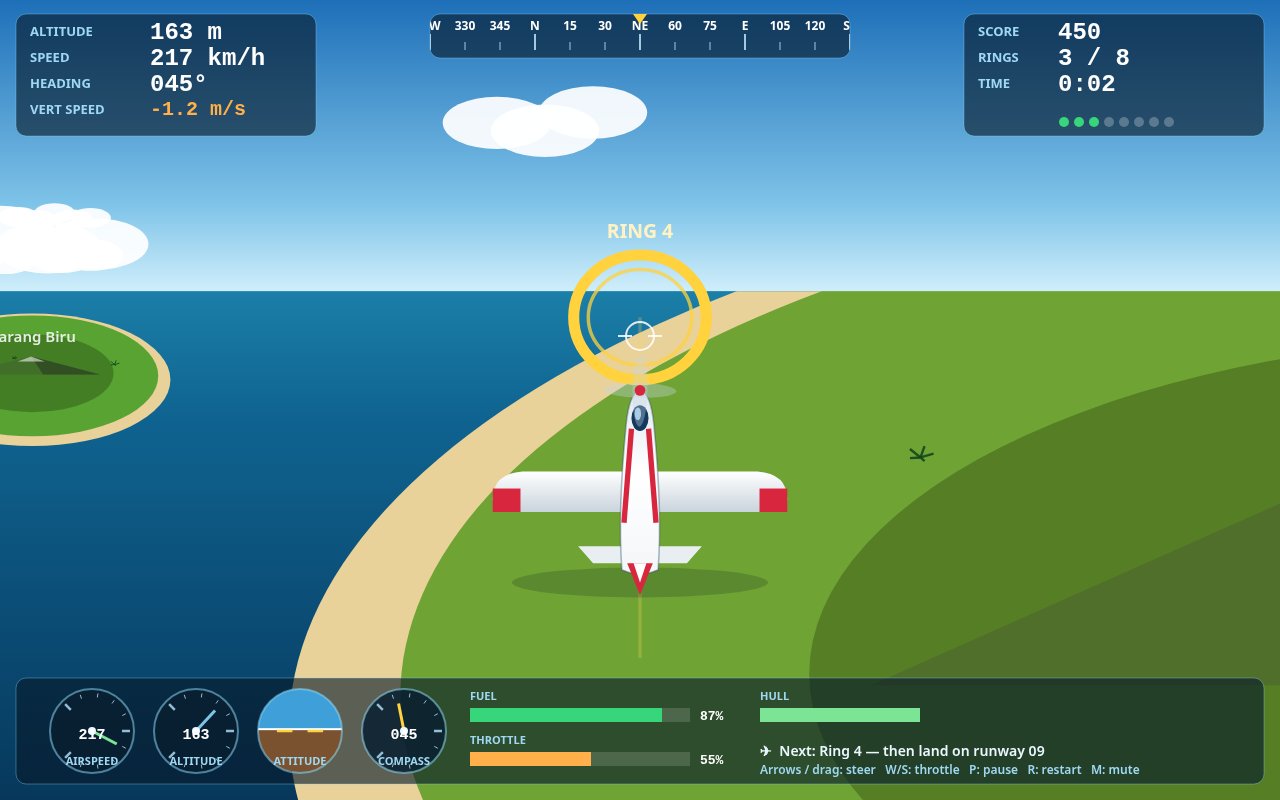 ALTITUDE 163 m
SPEED 217 km/h
HEADING 045°
VERT SPEED -1.2 m/s
W 330 345 N 15 30 NE 60 75 E 105 120 S
SCORE 450
RINGS 3 / 8
TIME 0:02
RING 4
arang Biru
FUEL 87%
THROTTLE 55%
HULL
217 AIRSPEED
163 ALTITUDE
ATTITUDE
045 COMPASS
✈ Next: Ring 4 — then land on runway 09
Arrows / drag: steer W/S: throttle P: pause R: restart M: mute